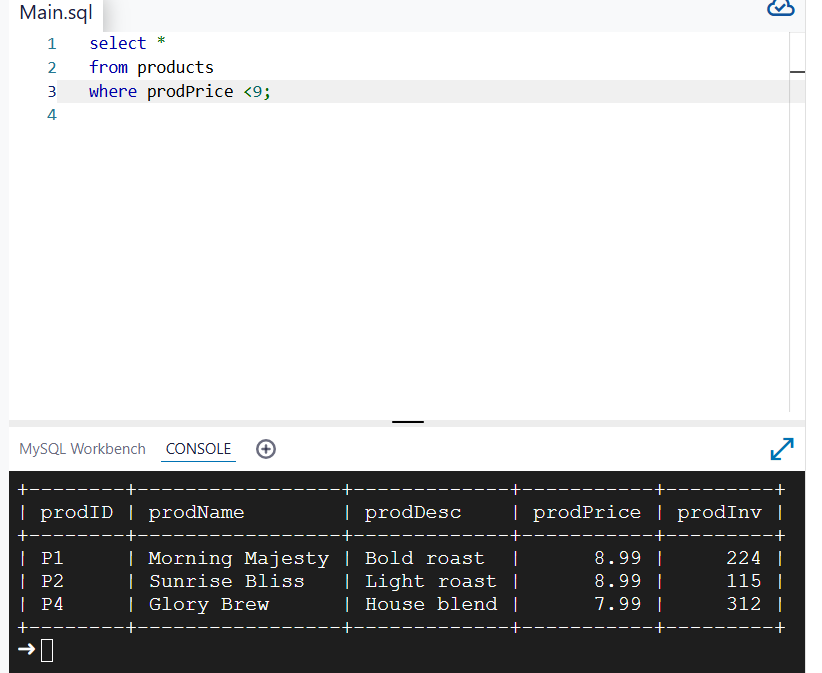 Main.sql
1 select *
2 from products
3 where prodPrice <9;
4
MySQL Workbench CONSOLE
+--------+-----------------+--------------+-----------+---------+
| prodID | prodName | prodDesc | prodPrice | prodInv |
+--------+-----------------+--------------+-----------+---------+
| P1 | Morning Majesty | Bold roast | 8.99 | 224 |
| P2 | Sunrise Bliss | Light roast | 8.99 | 115 |
| P4 | Glory Brew | House blend | 7.99 | 312 |
+--------+-----------------+--------------+-----------+---------+